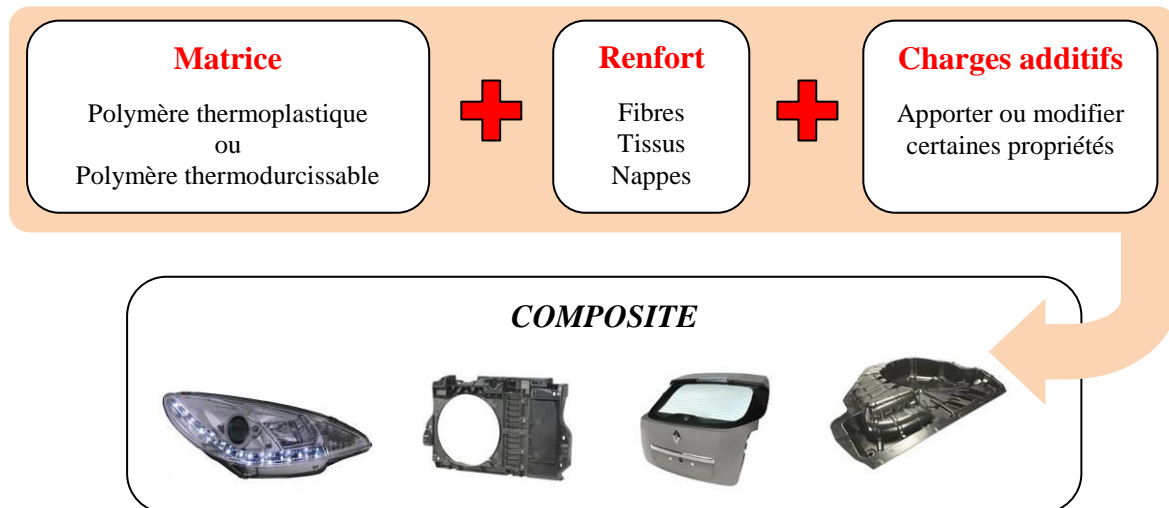 Matrice
Polymère thermoplastique
ou
Polymère thermodurcissable
Renfort
Fibres
Tissus
Nappes
Charges additifs
Apporter ou modifier
certaines propriétés
COMPOSITE